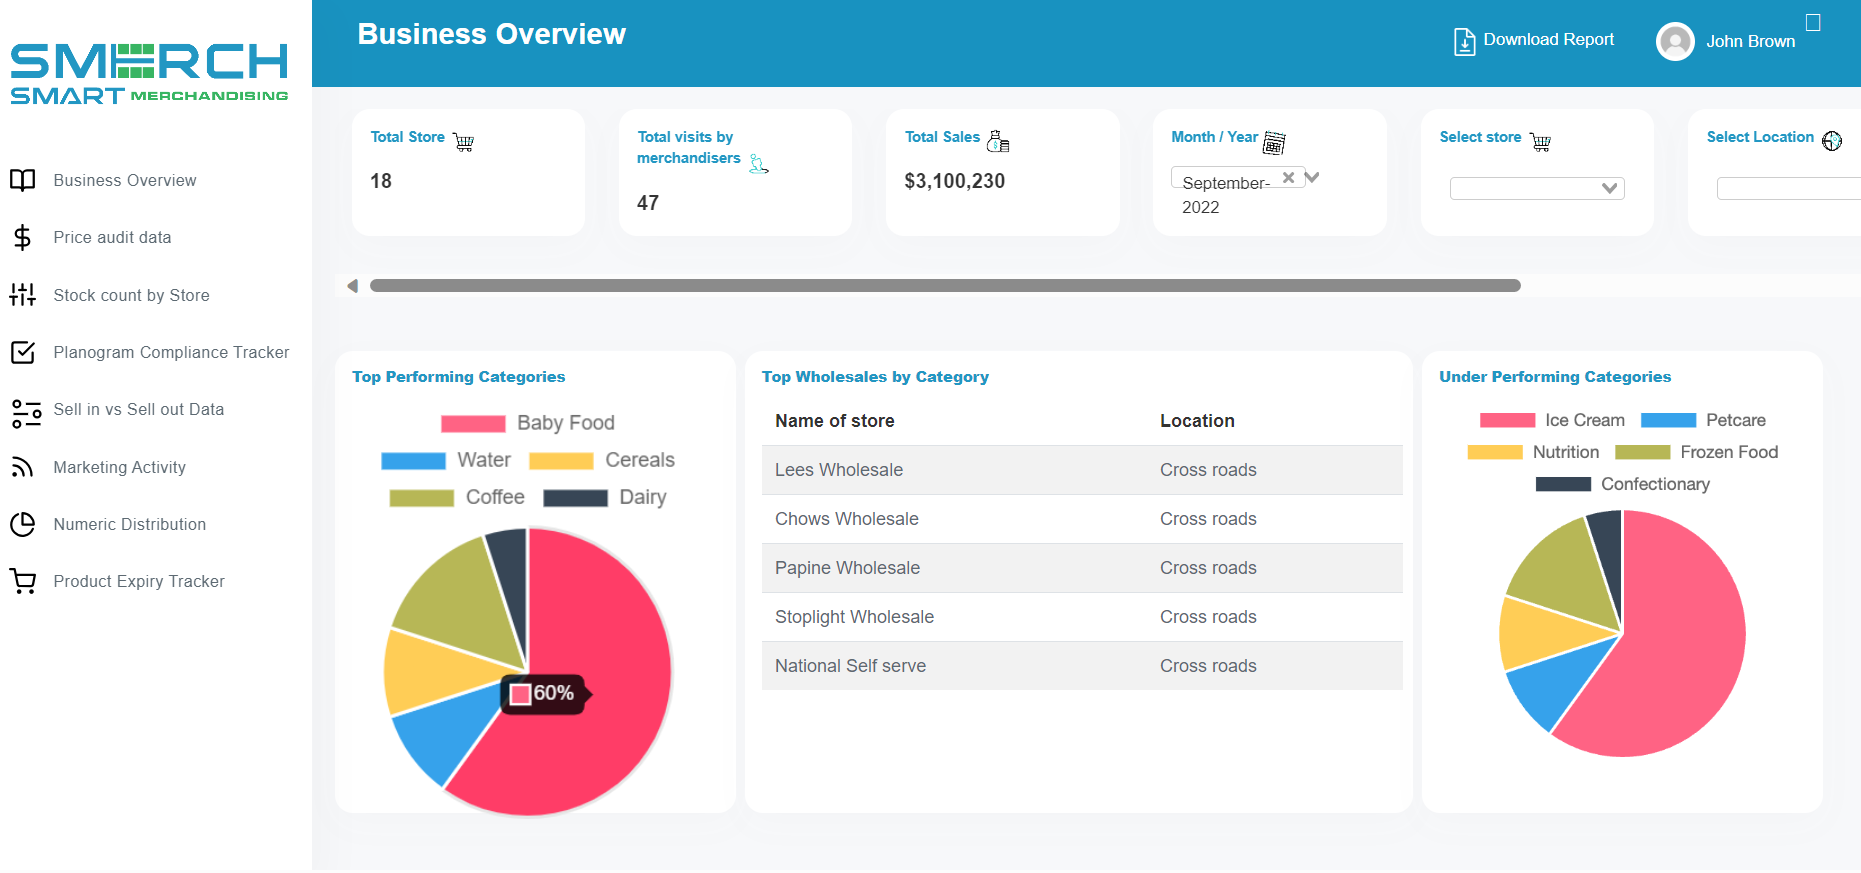 SMERCH
SMART MERCHANDISING
Business Overview
Price audit data
Stock count by Store
Planogram Compliance Tracker
Sell in vs Sell out Data
Marketing Activity
Numeric Distribution
Product Expiry Tracker
Business Overview
Download Report
John Brown
Total Store
18
Total visits by
merchandisers
47
Total Sales
$3,100,230
Month / Year
September-
2022
Select store
Select Location
Top Performing Categories
Baby Food
Water Cereals
Coffee Dairy
60%
Top Wholesales by Category
Name of store Location
Lees Wholesale Cross roads
Chows Wholesale Cross roads
Papine Wholesale Cross roads
Stoplight Wholesale Cross roads
National Self serve Cross roads
Under Performing Categories
Ice Cream Petcare
Nutrition Frozen Food
Confectionary